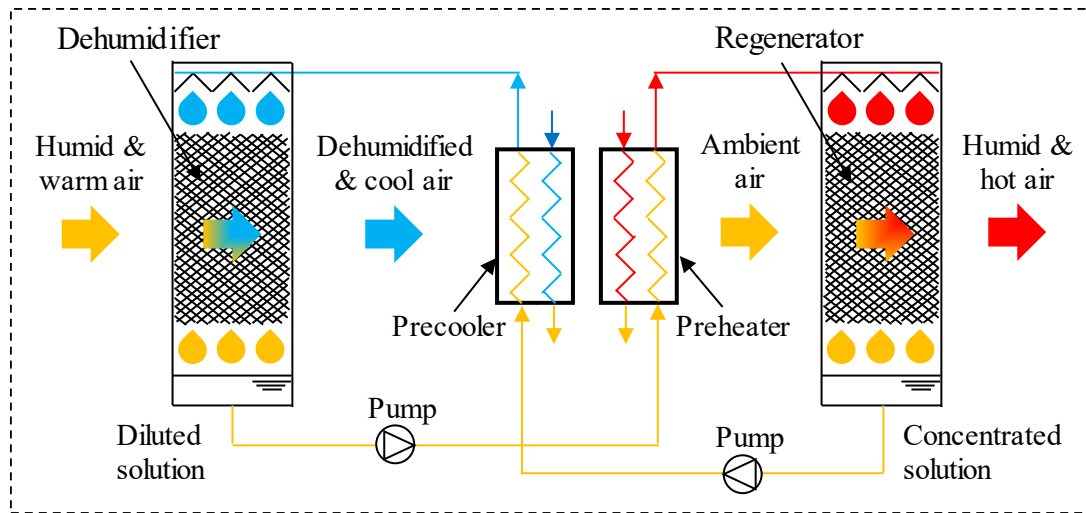 Dehumidifier
Regenerator
Humid &
warm air
Dehumidified
& cool air
Ambient
air
Humid &
hot air
Precooler
Preheater
Pump
Diluted
solution
Pump
Concentrated
solution